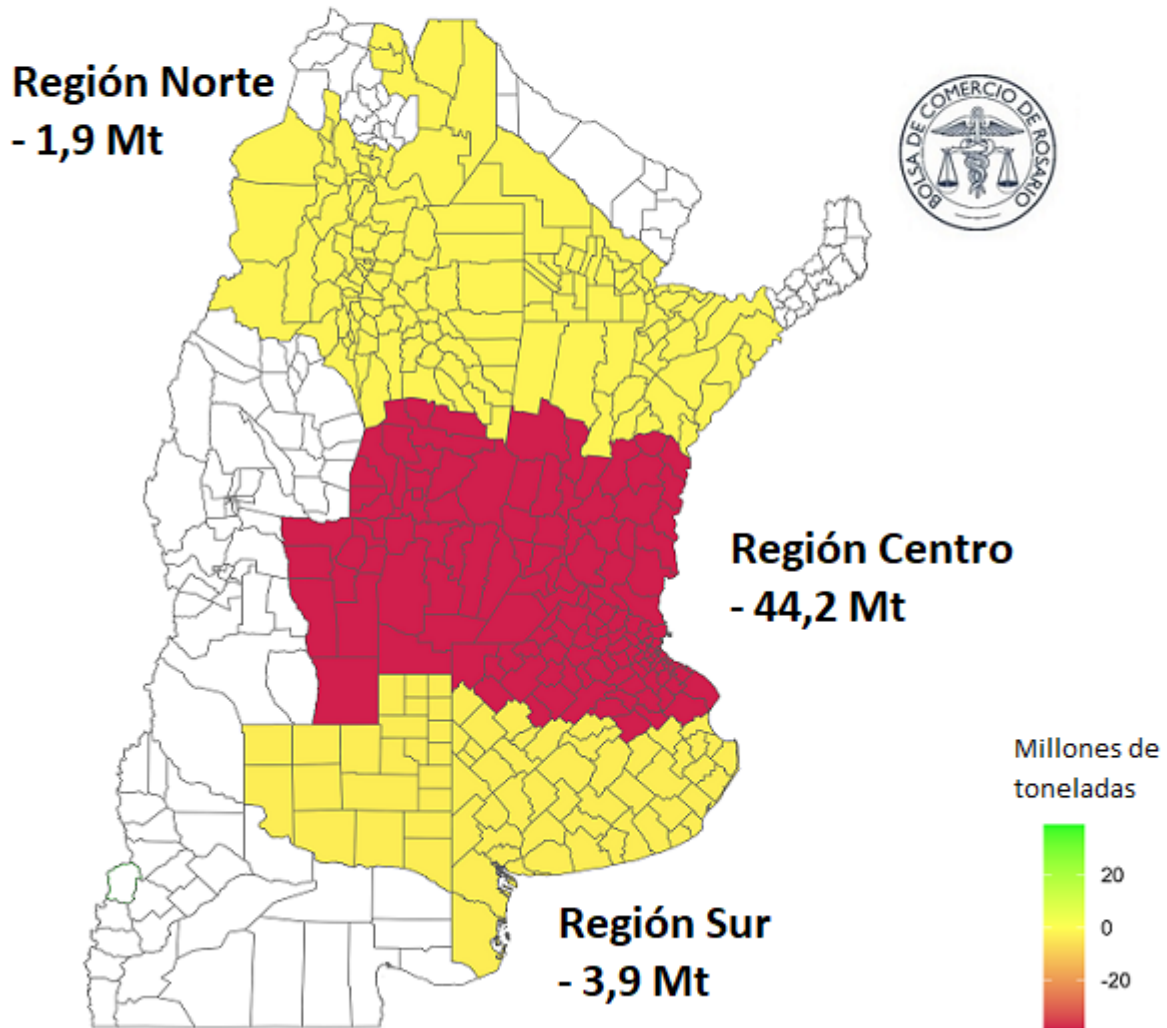 Región Norte
- 1,9 Mt
BOLSA DE COMERCIO DE ROSARIO
Región Centro
- 44,2 Mt
Millones de
toneladas
20
0
-20
Región Sur
- 3,9 Mt